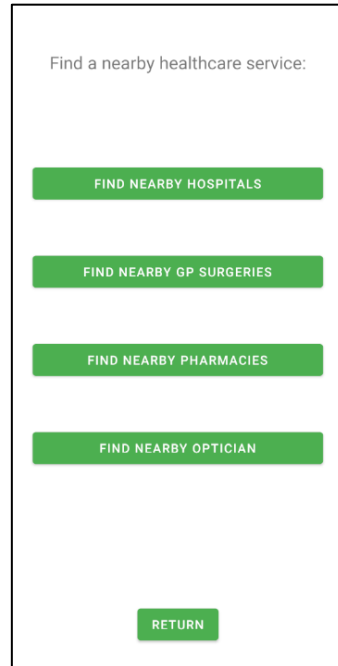 Find a nearby healthcare service:
FIND NEARBY HOSPITALS
FIND NEARBY GP SURGERIES
FIND NEARBY PHARMACIES
FIND NEARBY OPTICIAN
RETURN